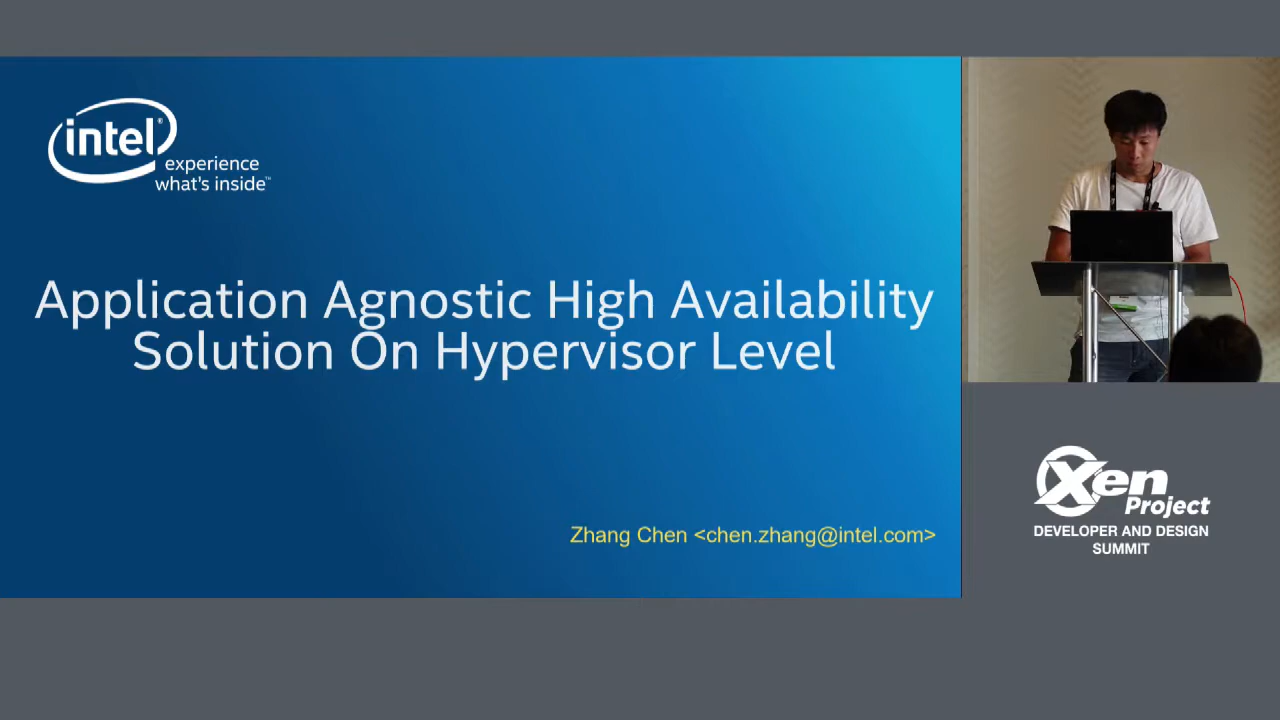 intel®
experience
what's inside™
Application Agnostic High Availability
Solution On Hypervisor Level
Zhang Chen <chen.zhang@intel.com>
Xen
Project
DEVELOPER AND DESIGN
SUMMIT